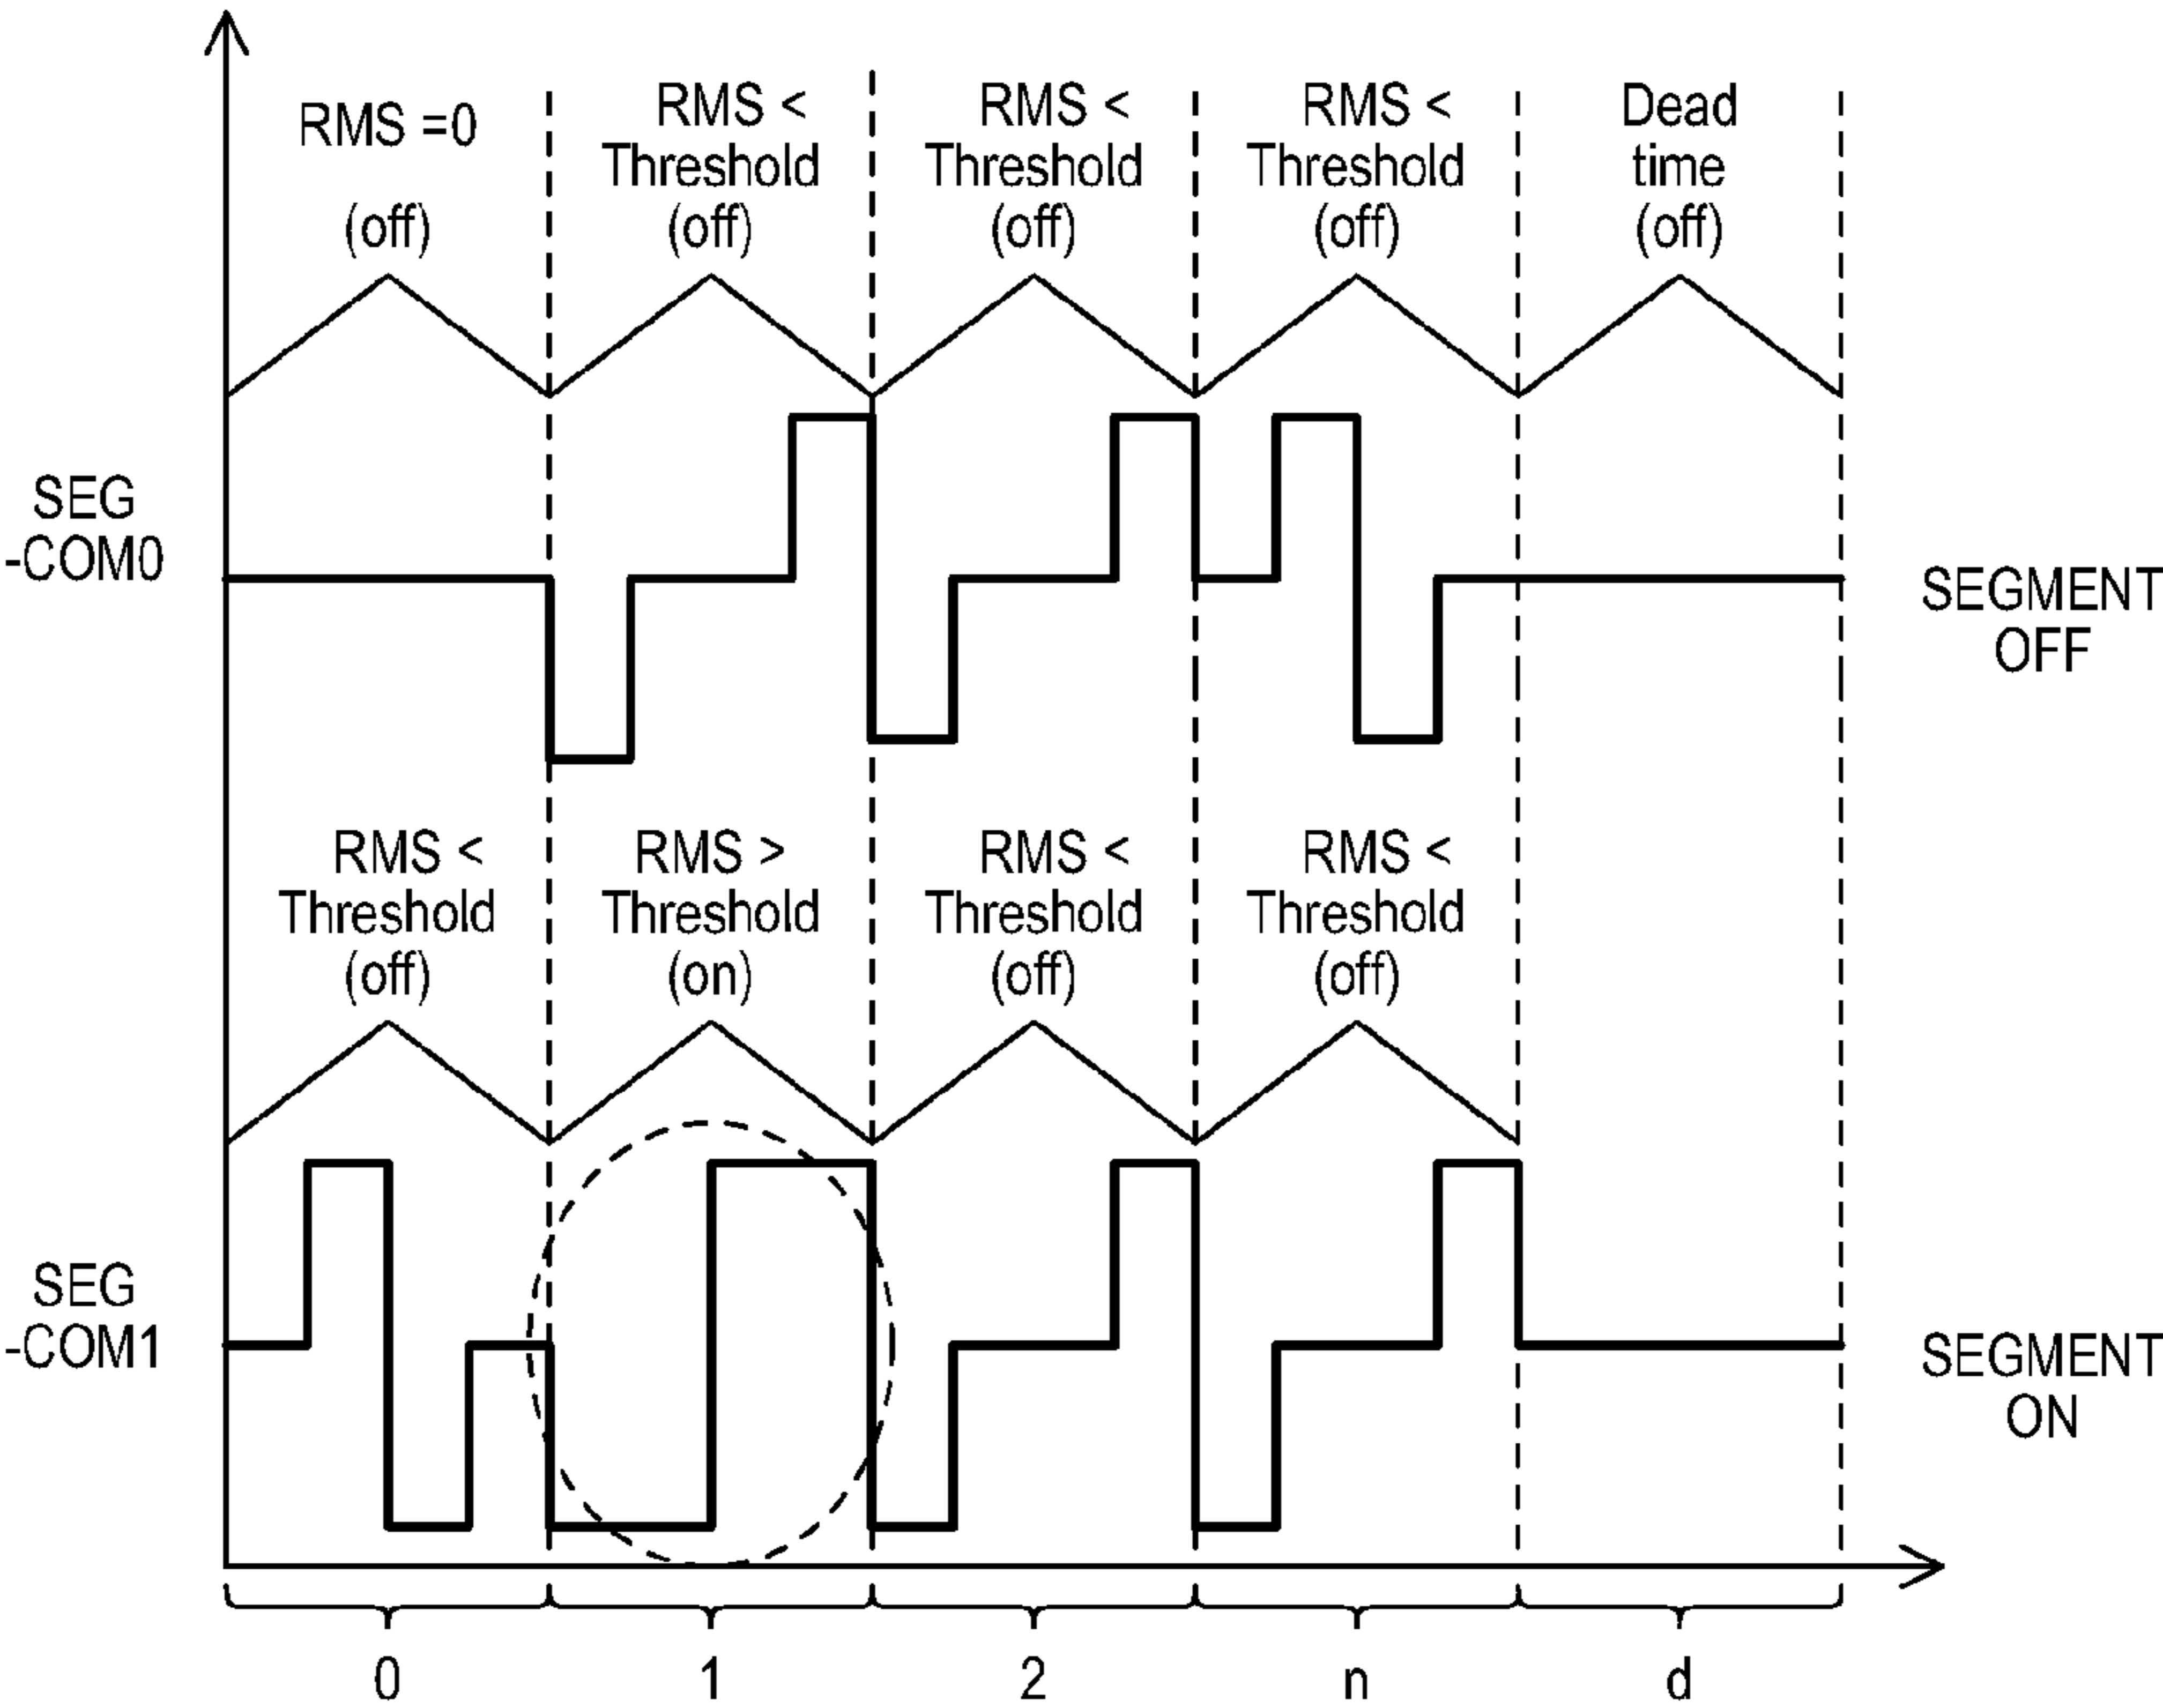 RMS =0
(off)
RMS <
Threshold
(off)
RMS <
Threshold
(off)
RMS <
Threshold
(off)
Dead
time
(off)
SEG
-COM0
SEGMENT
OFF
RMS <
Threshold
(off)
RMS >
Threshold
(on)
RMS <
Threshold
(off)
RMS <
Threshold
(off)
SEG
-COM1
SEGMENT
ON
0
1
2
n
d